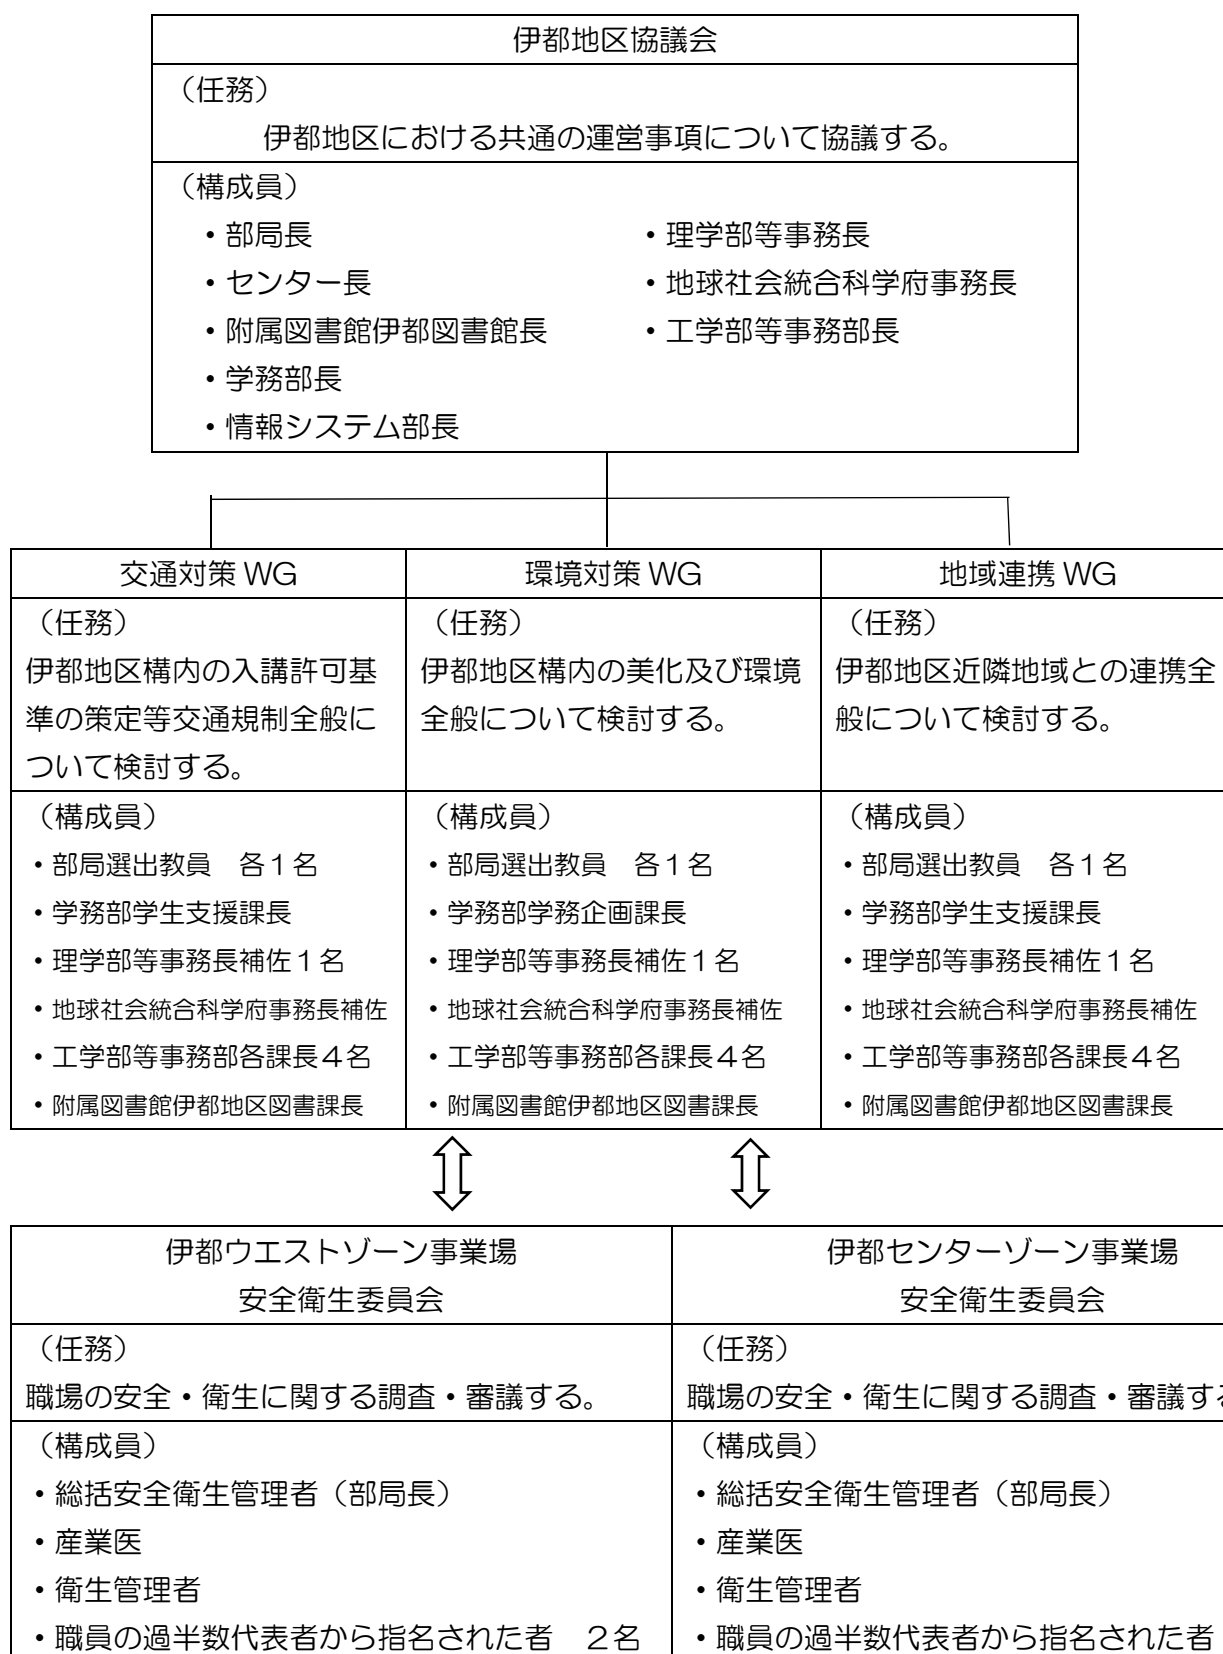 伊都地区協議会
（任務）
伊都地区における共通の運営事項について協議する。
（構成員）
・部局長
・センター長
・附属図書館伊都図書館長
・学務部長
・情報システム部長
・理学部等事務長
・地球社会統合科学府事務長
・工学部等事務部長
交通対策 WG
（任務）
伊都地区構内の入講許可基
準の策定等交通規制全般に
ついて検討する。
（構成員）
・部局選出教員　各１名
・学務部学生支援課長
・理学部等事務長補佐１名
・地球社会統合科学府事務長補佐
・工学部等事務部各課長４名
・附属図書館伊都地区図書課長
環境対策 WG
（任務）
伊都地区構内の美化及び環境
全般について検討する。
（構成員）
・部局選出教員　各１名
・学務部学務企画課長
・理学部等事務長補佐１名
・地球社会統合科学府事務長補佐
・工学部等事務部各課長４名
・附属図書館伊都地区図書課長
地域連携 WG
（任務）
伊都地区近隣地域との連携全
般について検討する。
（構成員）
・部局選出教員　各１名
・学務部学生支援課長
・理学部等事務長補佐１名
・地球社会統合科学府事務長補佐
・工学部等事務部各課長４名
・附属図書館伊都地区図書課長
伊都ウエストゾーン事業場
安全衛生委員会
（任務）
職場の安全・衛生に関する調査・審議する。
（構成員）
・総括安全衛生管理者（部局長）
・産業医
・衛生管理者
・職員の過半数代表者から指名された者　２名
伊都センターゾーン事業場
安全衛生委員会
（任務）
職場の安全・衛生に関する調査・審議す
（構成員）
・総括安全衛生管理者（部局長）
・産業医
・衛生管理者
・職員の過半数代表者から指名された者